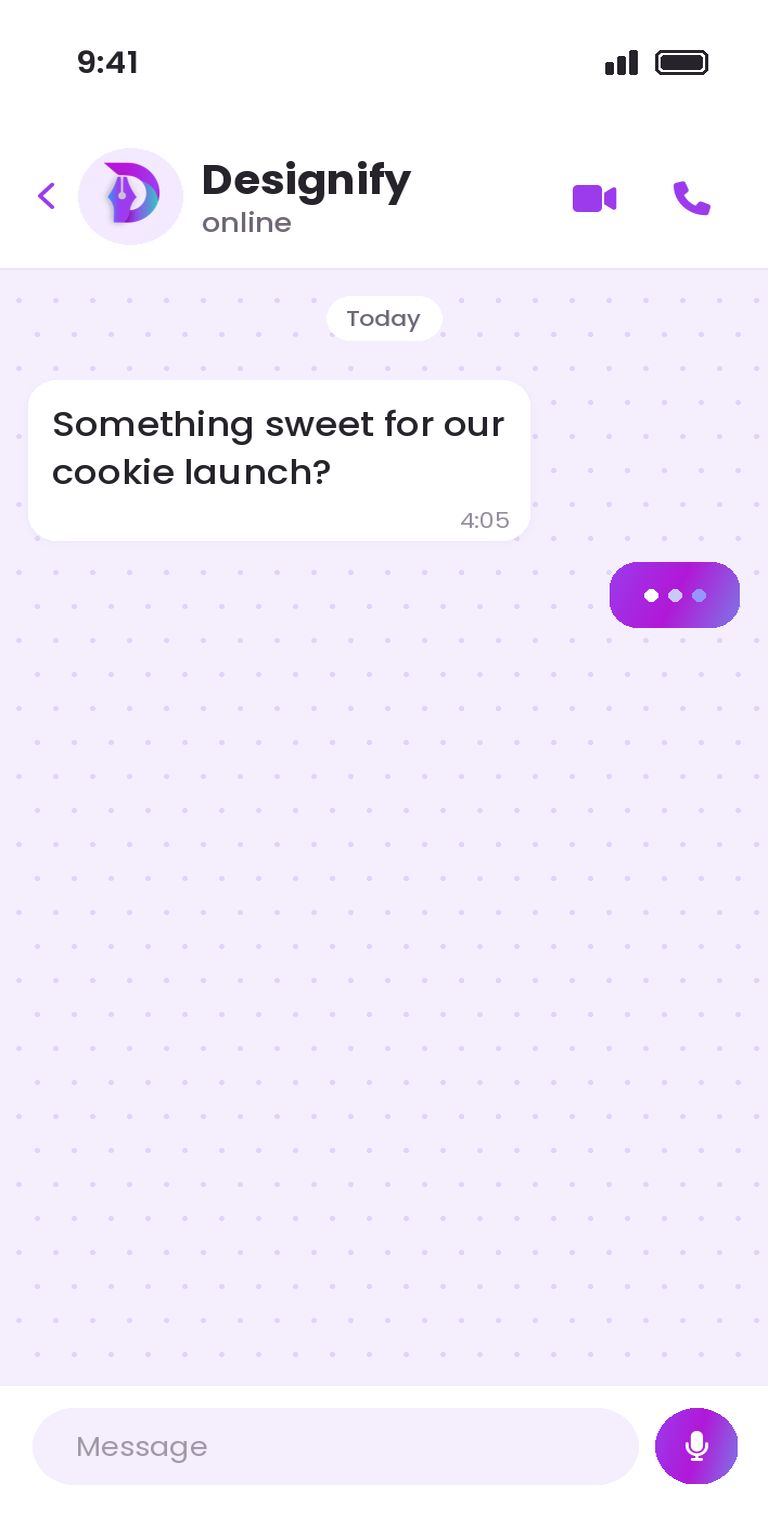 9:41
Designify
online
Today
Something sweet for our
cookie launch?
4:05
Message